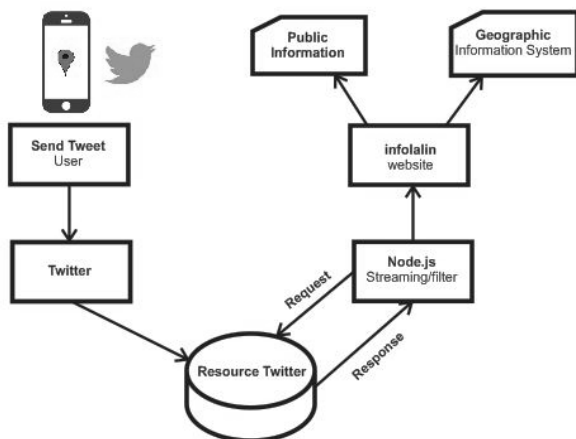 Public
Information
Geographic
Information System
Send Tweet
User
infolalin
website
Twitter
Node.js
Streaming/filter
Request
Response
Resource Twitter